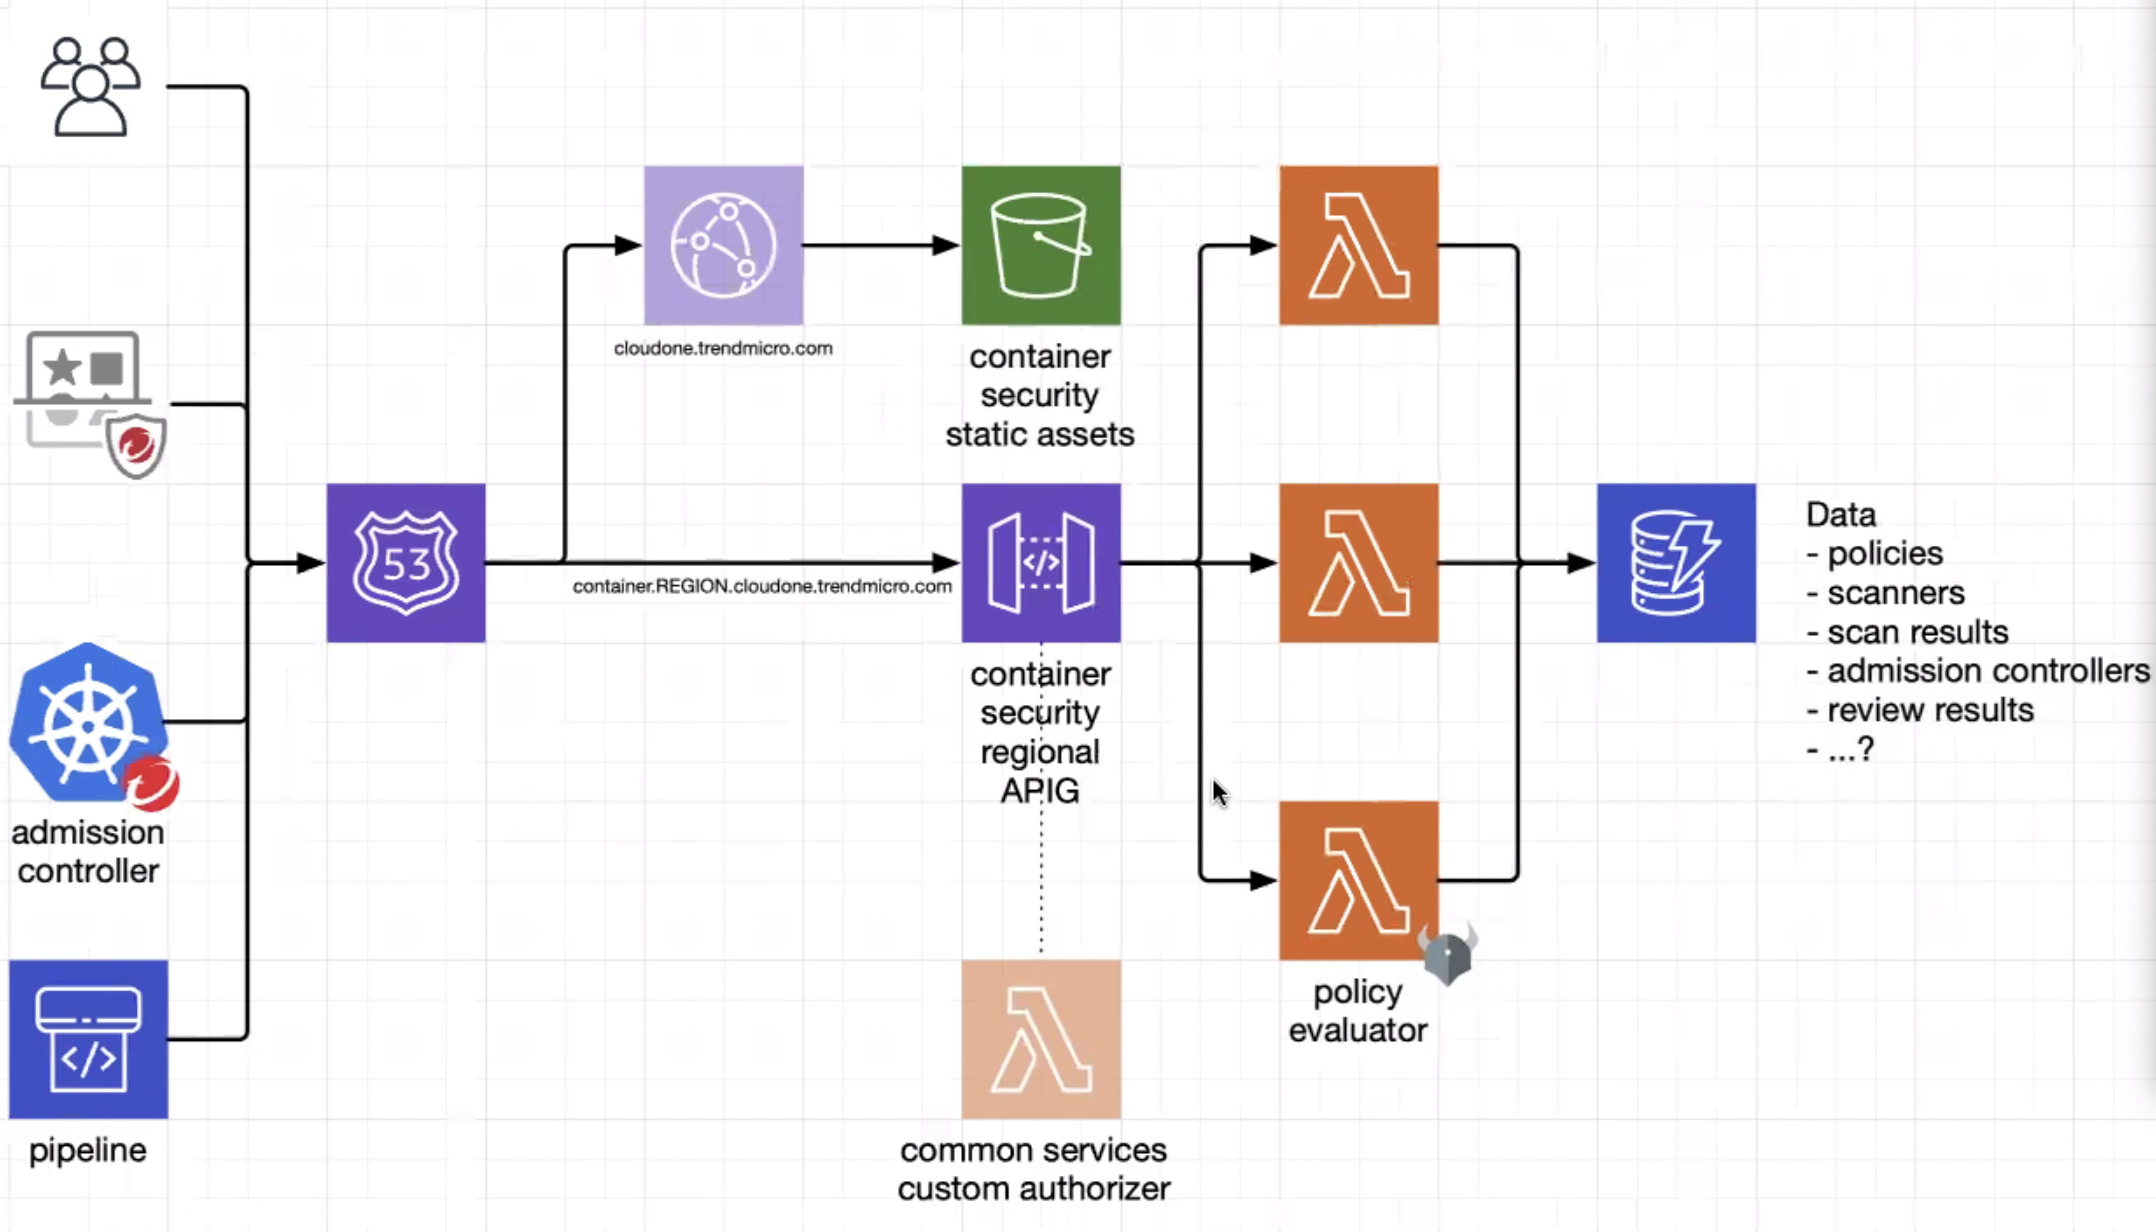 cloudone.trendmicro.com
container
security
static assets
53
container.REGION.cloudone.trendmicro.com
</>
container
security
regional
APIG
Data
- policies
- scanners
- scan results
- admission controllers
- review results
- ...?
admission
controller
policy
evaluator
</>
pipeline
common services
custom authorizer